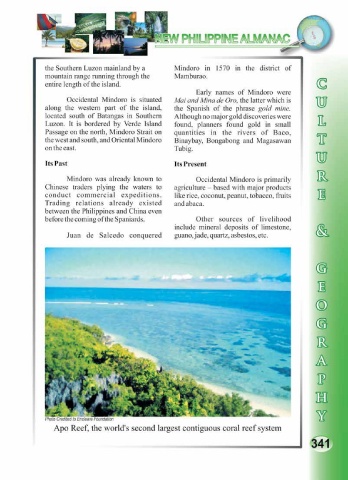 NEW PHILIPPINE ALMANAC
the Southern Luzon mainland by a
mountain range running through the
entire length of the island.
Occidental Mindoro is situated
along the western part of the island,
located south of Batangas in Southern
Luzon. It is bordered by Verde Island
Passage on the north, Mindoro Strait on
the west and south, and Oriental Mindoro
on the east.
Its Past
Mindoro was already known to
Chinese traders plying the waters to
conduct commercial expeditions.
Trading relations already existed
between the Philippines and China even
before the coming of the Spaniards.
Juan de Salcedo conquered
Mindoro in 1570 in the district of
Mamburao.
Early names of Mindoro were
Mai and Mina de Oro, the latter which is
the Spanish of the phrase gold mine.
Although no major gold discoveries were
found, planners found gold in small
quantities in the rivers of Baco,
Binaybay, Bongabong and Magasawan
Tubig.
Its Present
Occidental Mindoro is primarily
agriculture – based with major products
like rice, coconut, peanut, tobacco, fruits
and abaca.
Other sources of livelihood
include mineral deposits of limestone,
guano, jade, quartz, asbestos, etc.
Photo Credited to Foundation
Apo Reef, the world's second largest contiguous coral reef system
CULTURE & GEOGRAPHY
341